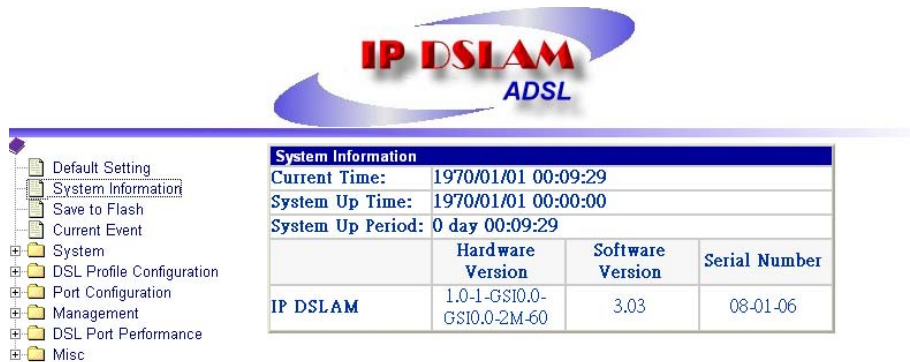 IP DSLAM
ADSL
Default Setting
System Information
Save to Flash
Current Event
System
DSL Profile Configuration
Port Configuration
Management
DSL Port Performance
Misc
System Information
Current Time: 1970/01/01 00:09:29
System Up Time: 1970/01/01 00:00:00
System Up Period: 0 day 00:09:29
Hardware Version Software Version Serial Number
IP DSLAM 1.0-1-GSI0.0-GSI0.0-2M-60 3.03 08-01-06